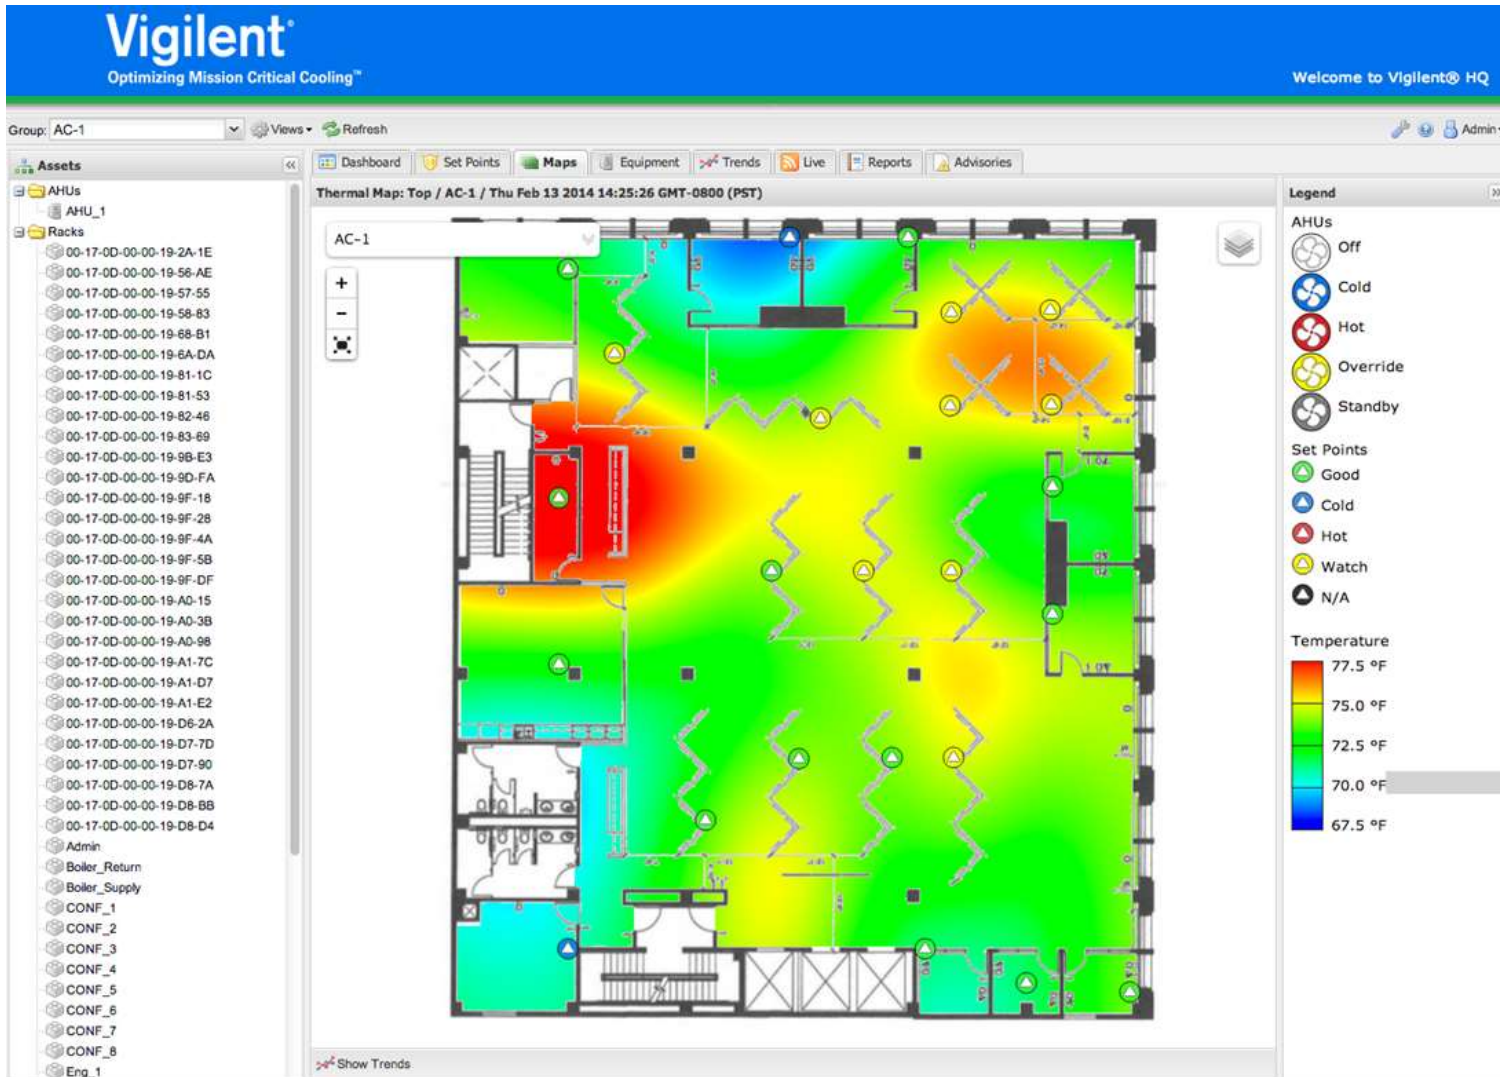 Vigilent®
Optimizing Mission Critical Cooling™
Welcome to Vigilent® HQ
Group: AC-1
Views
Refresh
Admin
Assets
Dashboard
Set Points
Maps
Equipment
Trends
Live
Reports
Advisories
AHUs
AHU_1
Racks
00-17-0D-00-00-19-2A-1E
00-17-0D-00-00-19-56-AE
00-17-0D-00-00-19-57-55
00-17-0D-00-00-19-58-83
00-17-0D-00-00-19-68-B1
00-17-0D-00-00-19-6A-DA
00-17-0D-00-00-19-81-1C
00-17-0D-00-00-19-81-53
00-17-0D-00-00-19-82-46
00-17-0D-00-00-19-83-69
00-17-0D-00-00-19-9B-E3
00-17-0D-00-00-19-9D-FA
00-17-0D-00-00-19-9F-18
00-17-0D-00-00-19-9F-28
00-17-0D-00-00-19-9F-4A
00-17-0D-00-00-19-9F-5B
00-17-0D-00-00-19-9F-DF
00-17-0D-00-00-19-A0-15
00-17-0D-00-00-19-A0-3B
00-17-0D-00-00-19-A0-98
00-17-0D-00-00-19-A1-7C
00-17-0D-00-00-19-A1-D7
00-17-0D-00-00-19-A1-E2
00-17-0D-00-00-19-D6-2A
00-17-0D-00-00-19-D7-7D
00-17-0D-00-00-19-D7-90
00-17-0D-00-00-19-D8-7A
00-17-0D-00-00-19-D8-BB
00-17-0D-00-00-19-D8-D4
Admin
Boiler_Return
Boiler_Supply
CONF_1
CONF_2
CONF_3
CONF_4
CONF_5
CONF_6
CONF_7
CONF_8
Eng_1
Thermal Map: Top / AC-1 / Thu Feb 13 2014 14:25:26 GMT-0800 (PST)
AC-1
+
−
Show Trends
Legend
AHUs
Off
Cold
Hot
Override
Standby
Set Points
Good
Cold
Hot
Watch
N/A
Temperature
77.5 °F
75.0 °F
72.5 °F
70.0 °F
67.5 °F